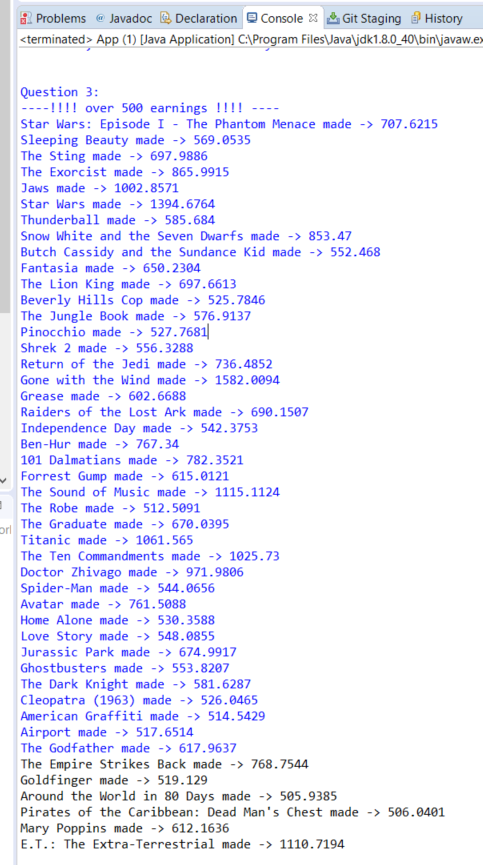 Problems @ Javadoc Declaration Console Git Staging History
<terminated> App (1) [Java Application] C:\Program Files\Java\jdk1.8.0_40\bin\javaw.ex
Question 3:
----!!!! over 500 earnings !!!! ----
Star Wars: Episode I - The Phantom Menace made -> 707.6215
Sleeping Beauty made -> 569.0535
The Sting made -> 697.9886
The Exorcist made -> 865.9915
Jaws made -> 1002.8571
Star Wars made -> 1394.6764
Thunderball made -> 585.684
Snow White and the Seven Dwarfs made -> 853.47
Butch Cassidy and the Sundance Kid made -> 552.468
Fantasia made -> 650.2304
The Lion King made -> 697.6613
Beverly Hills Cop made -> 525.7846
The Jungle Book made -> 576.9137
Pinocchio made -> 527.7681
Shrek 2 made -> 556.3288
Return of the Jedi made -> 736.4852
Gone with the Wind made -> 1582.0094
Grease made -> 602.6688
Raiders of the Lost Ark made -> 690.1507
Independence Day made -> 542.3753
Ben-Hur made -> 767.34
101 Dalmatians made -> 782.3521
Forrest Gump made -> 615.0121
The Sound of Music made -> 1115.1124
The Robe made -> 512.5091
The Graduate made -> 670.0395
Titanic made -> 1061.565
The Ten Commandments made -> 1025.73
Doctor Zhivago made -> 971.9806
Spider-Man made -> 544.0656
Avatar made -> 761.5088
Home Alone made -> 530.3588
Love Story made -> 548.0855
Jurassic Park made -> 674.9917
Ghostbusters made -> 553.8207
The Dark Knight made -> 581.6287
Cleopatra (1963) made -> 526.0465
American Graffiti made -> 514.5429
Airport made -> 517.6514
The Godfather made -> 617.9637
The Empire Strikes Back made -> 768.7544
Goldfinger made -> 519.129
Around the World in 80 Days made -> 505.9385
Pirates of the Caribbean: Dead Man's Chest made -> 506.0401
Mary Poppins made -> 612.1636
E.T.: The Extra-Terrestrial made -> 1110.7194